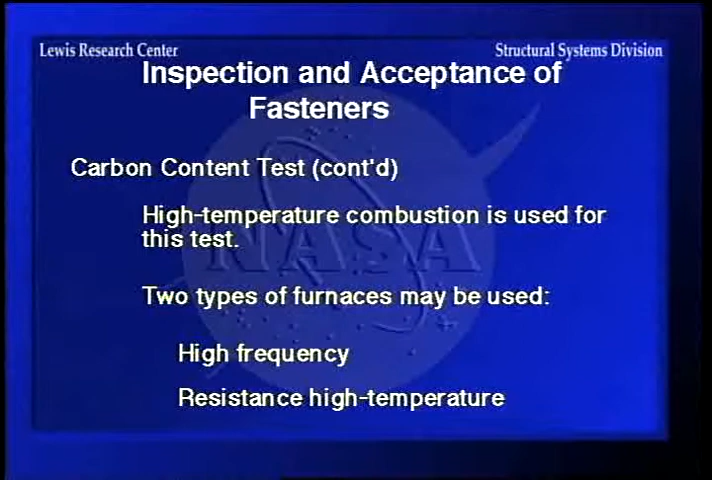 Lewis Research Center
Structural Systems Division
Inspection and Acceptance of
Fasteners
Carbon Content Test (cont'd)
High-temperature combustion is used for
this test.
NASA
Two types of furnaces may be used:
High frequency
Resistance high-temperature